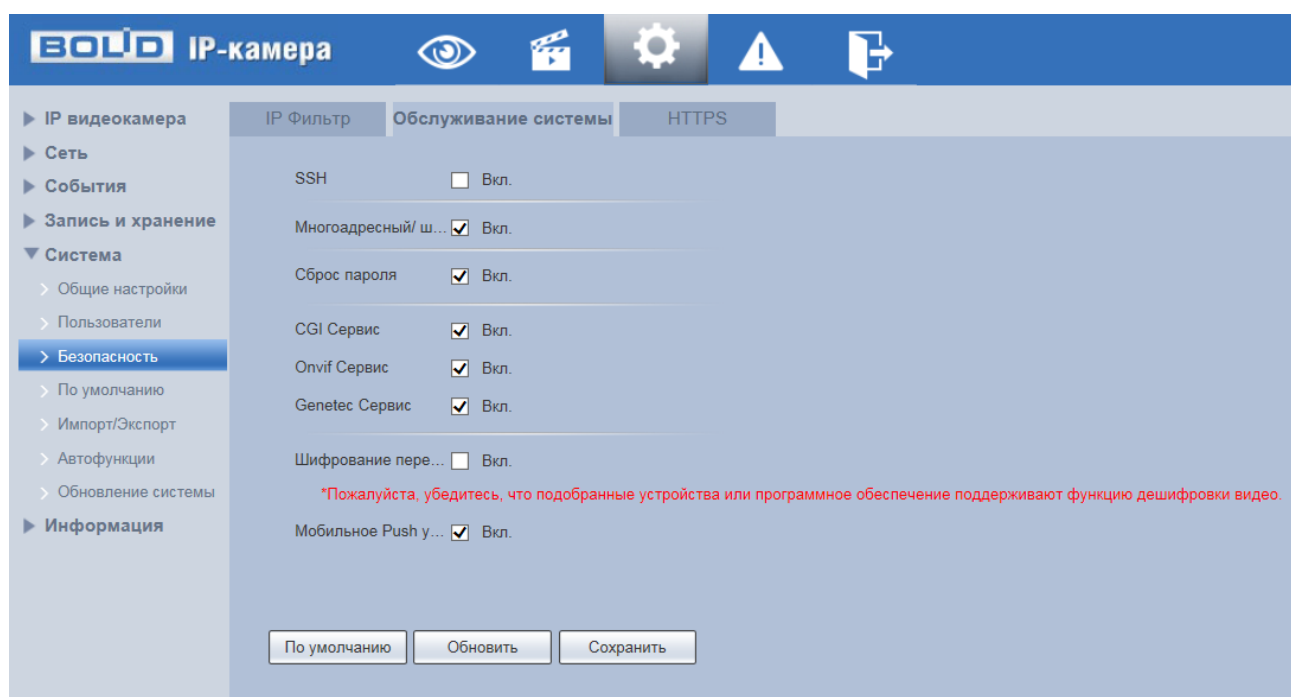 BOLID IP-камера
IP видеокамера
Сеть
События
Запись и хранение
Система
Общие настройки
Пользователи
Безопасность
По умолчанию
Импорт/Экспорт
Автофункции
Обновление системы
Информация
IP Фильтр Обслуживание системы HTTPS
SSH Вкл.
Многоадресный/ ш... Вкл.
Сброс пароля Вкл.
CGI Сервис Вкл.
Onvif Сервис Вкл.
Genetec Сервис Вкл.
Шифрование пере... Вкл.
*Пожалуйста, убедитесь, что подобранные устройства или программное обеспечение поддерживают функцию дешифровки видео.
Мобильное Push у... Вкл.
По умолчанию Обновить Сохранить